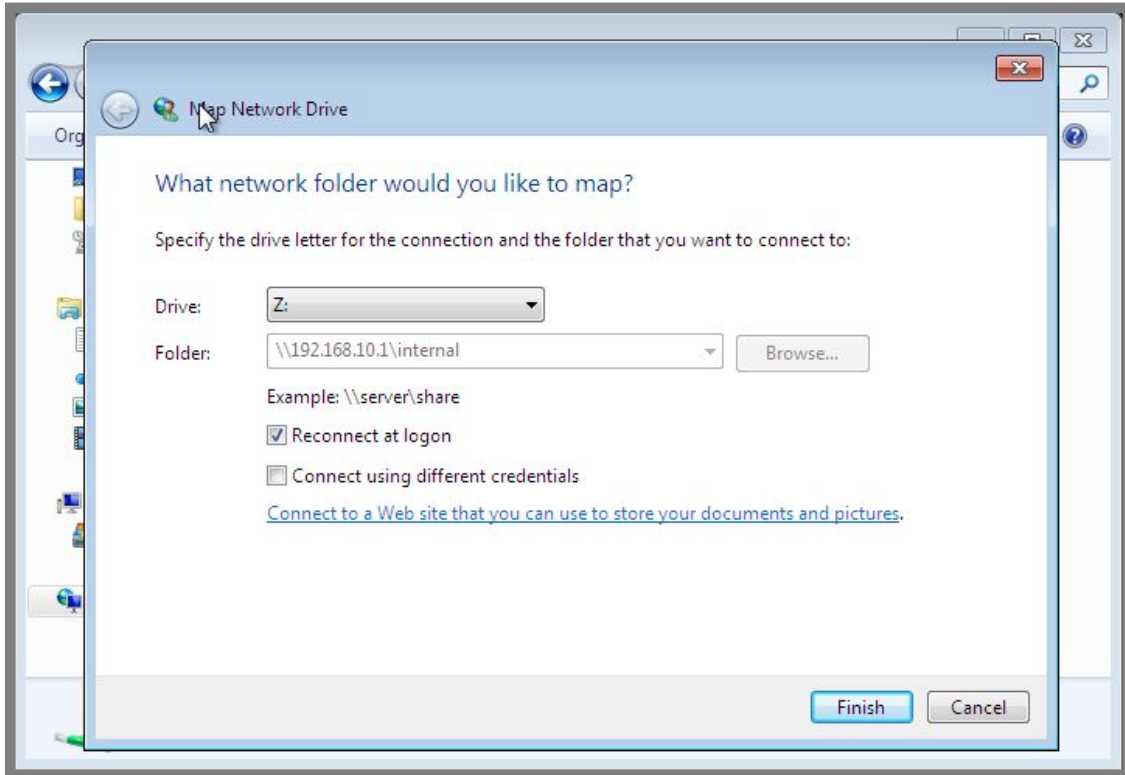 Map Network Drive
Org
What network folder would you like to map?
Specify the drive letter for the connection and the folder that you want to connect to:
Drive: Z:
Folder: \\192.168.10.1\internal Browse...
Example: \\server\share
Reconnect at logon
Connect using different credentials
Connect to a Web site that you can use to store your documents and pictures.
Finish Cancel